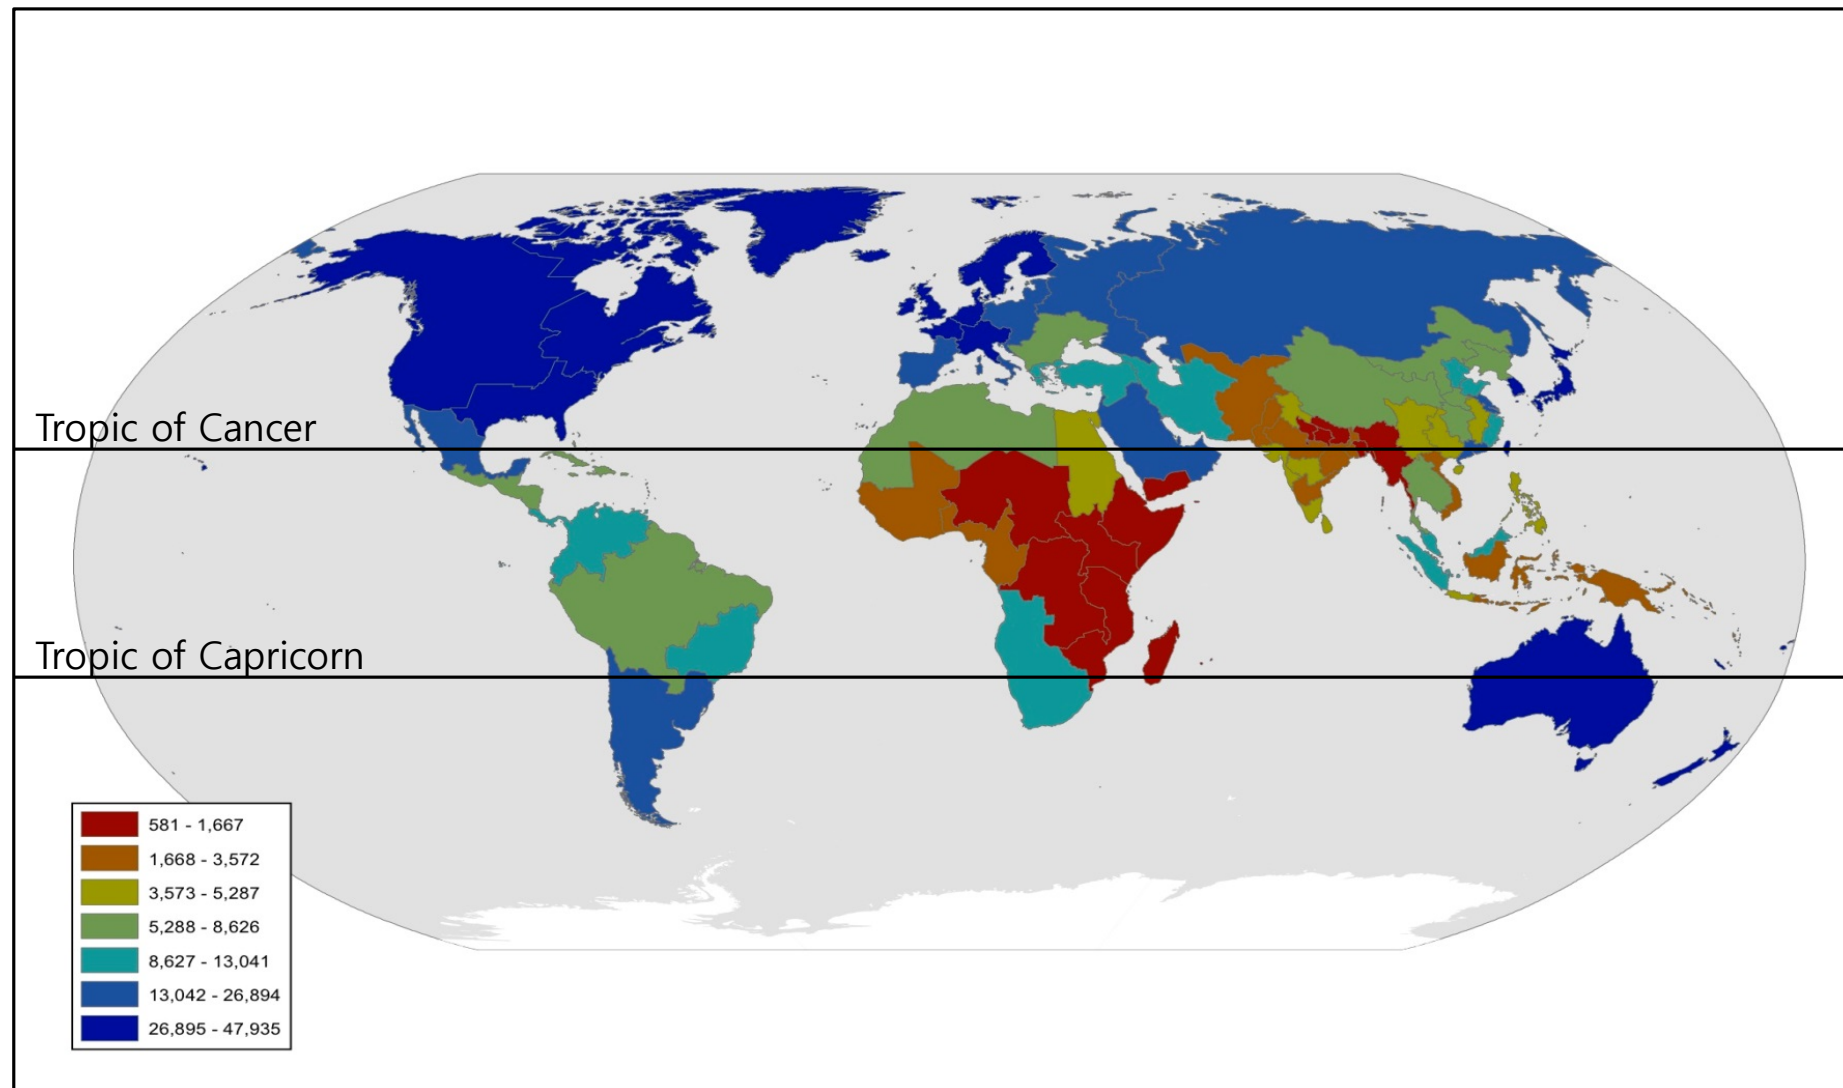 Tropic of Cancer
Tropic of Capricorn
581 - 1,667
1,668 - 3,572
3,573 - 5,287
5,288 - 8,626
8,627 - 13,041
13,042 - 26,894
26,895 - 47,935